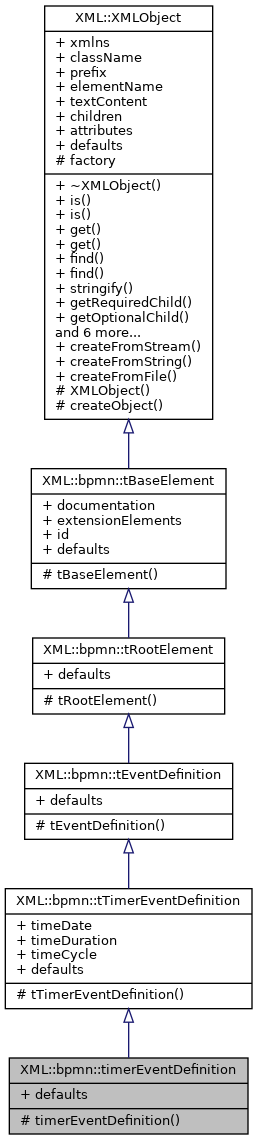 XML::XMLObject
+ xmlns
+ className
+ prefix
+ elementName
+ textContent
+ children
+ attributes
+ defaults
# factory
+ ~XMLObject()
+ is()
+ is()
+ get()
+ get()
+ find()
+ find()
+ stringify()
+ getRequiredChild()
+ getOptionalChild()
and 6 more...
+ createFromStream()
+ createFromString()
+ createFromFile()
# XMLObject()
# createObject()
XML::bpmn::tBaseElement
+ documentation
+ extensionElements
+ id
+ defaults
# tBaseElement()
XML::bpmn::tRootElement
+ defaults
# tRootElement()
XML::bpmn::tEventDefinition
+ defaults
# tEventDefinition()
XML::bpmn::tTimerEventDefinition
+ timeDate
+ timeDuration
+ timeCycle
+ defaults
# tTimerEventDefinition()
XML::bpmn::timerEventDefinition
+ defaults
# timerEventDefinition()